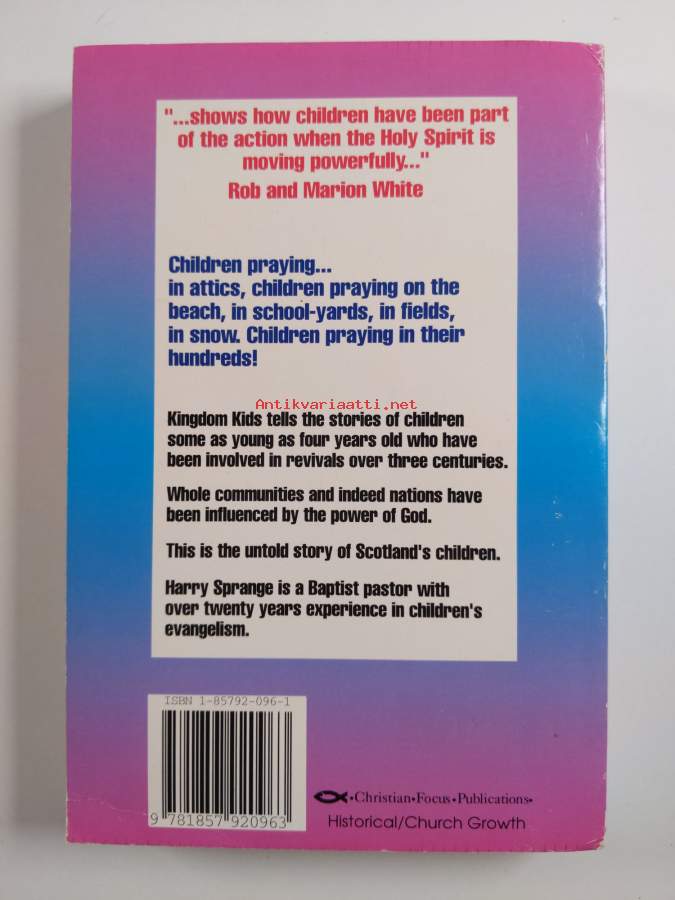 "...shows how children have been part
of the action when the Holy Spirit is
moving powerfully..."
Rob and Marion White
Children praying...
in attics, children praying on the
beach, in school-yards, in fields,
in snow. Children praying in their
hundreds!
Antikvariaatti.net
Kingdom Kids tells the stories of children
some as young as four years old who have
been involved in revivals over three centuries.
Whole communities and indeed nations have
been influenced by the power of God.
This is the untold story of Scotland's children.
Harry Sprange is a Baptist pastor with
over twenty years experience in children's
evangelism.
ISBN 1-85792-096-1
9 781857 920963
•Christian•Focus•Publications•
Historical/Church Growth